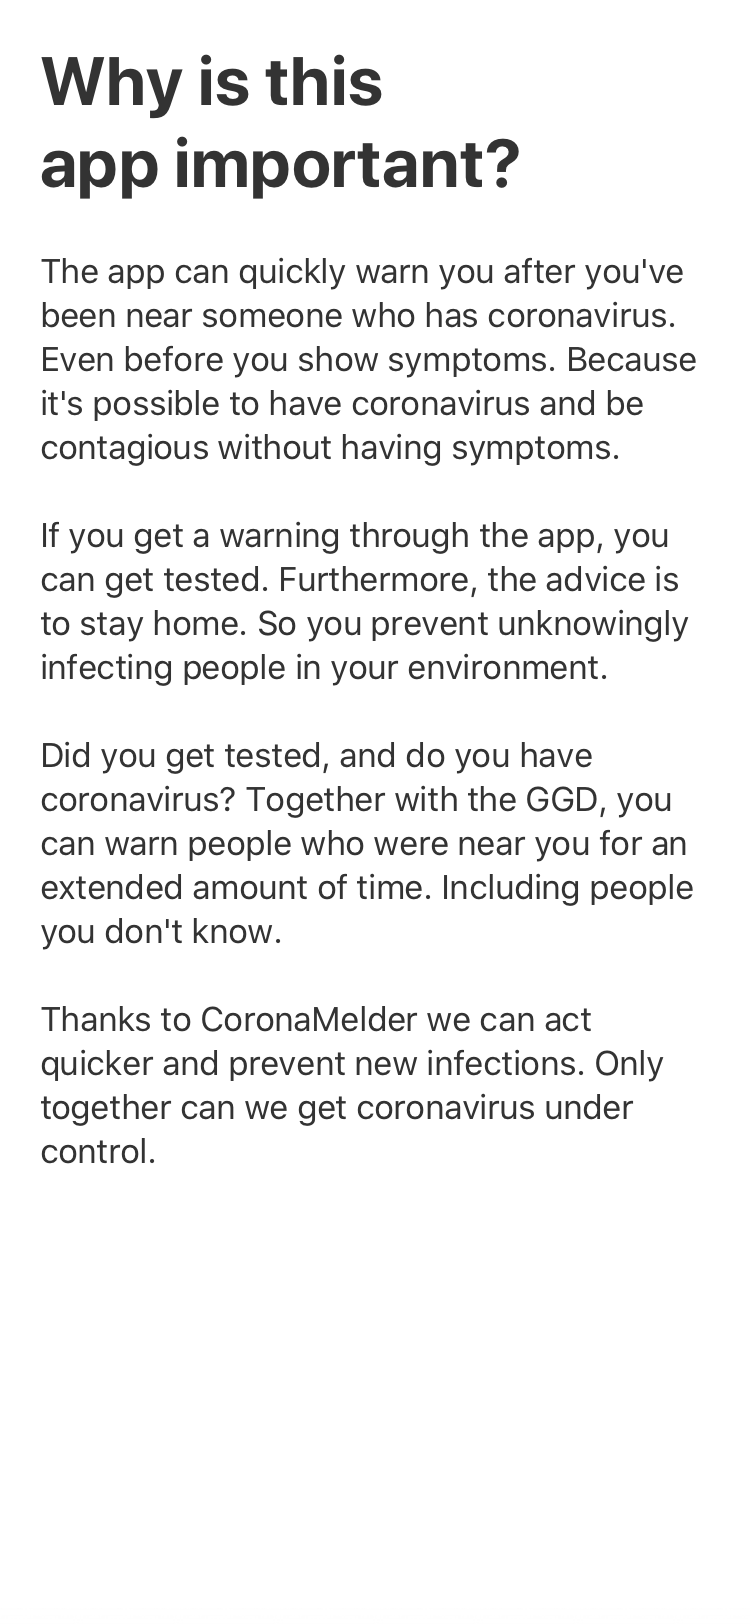 Why is this
app important?
The app can quickly warn you after you've
been near someone who has coronavirus.
Even before you show symptoms. Because
it's possible to have coronavirus and be
contagious without having symptoms.
If you get a warning through the app, you
can get tested. Furthermore, the advice is
to stay home. So you prevent unknowingly
infecting people in your environment.
Did you get tested, and do you have
coronavirus? Together with the GGD, you
can warn people who were near you for an
extended amount of time. Including people
you don't know.
Thanks to CoronaMelder we can act
quicker and prevent new infections. Only
together can we get coronavirus under
control.